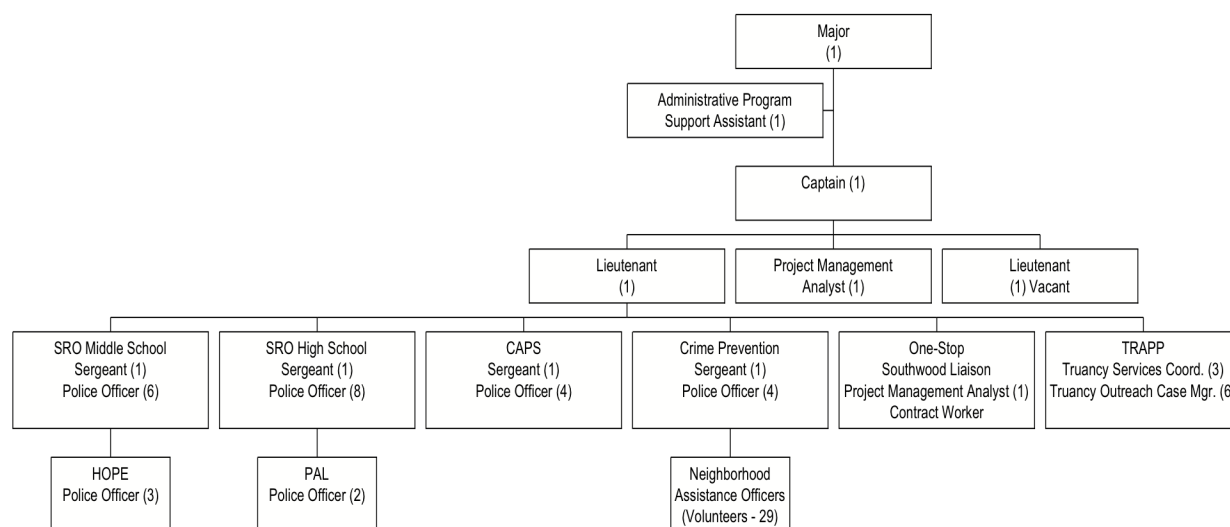 Major
(1)
Administrative Program
Support Assistant (1)
Captain (1)
Lieutenant
(1)
Project Management
Analyst (1)
Lieutenant
(1) Vacant
SRO Middle School
Sergeant (1)
Police Officer (6)
SRO High School
Sergeant (1)
Police Officer (8)
CAPS
Sergeant (1)
Police Officer (4)
Crime Prevention
Sergeant (1)
Police Officer (4)
One-Stop
Southwood Liaison
Project Management Analyst (1)
Contract Worker
TRAPP
Truancy Services Coord. (3)
Truancy Outreach Case Mgr. (6
HOPE
Police Officer (3)
PAL
Police Officer (2)
Neighborhood
Assistance Officers
(Volunteers - 29)